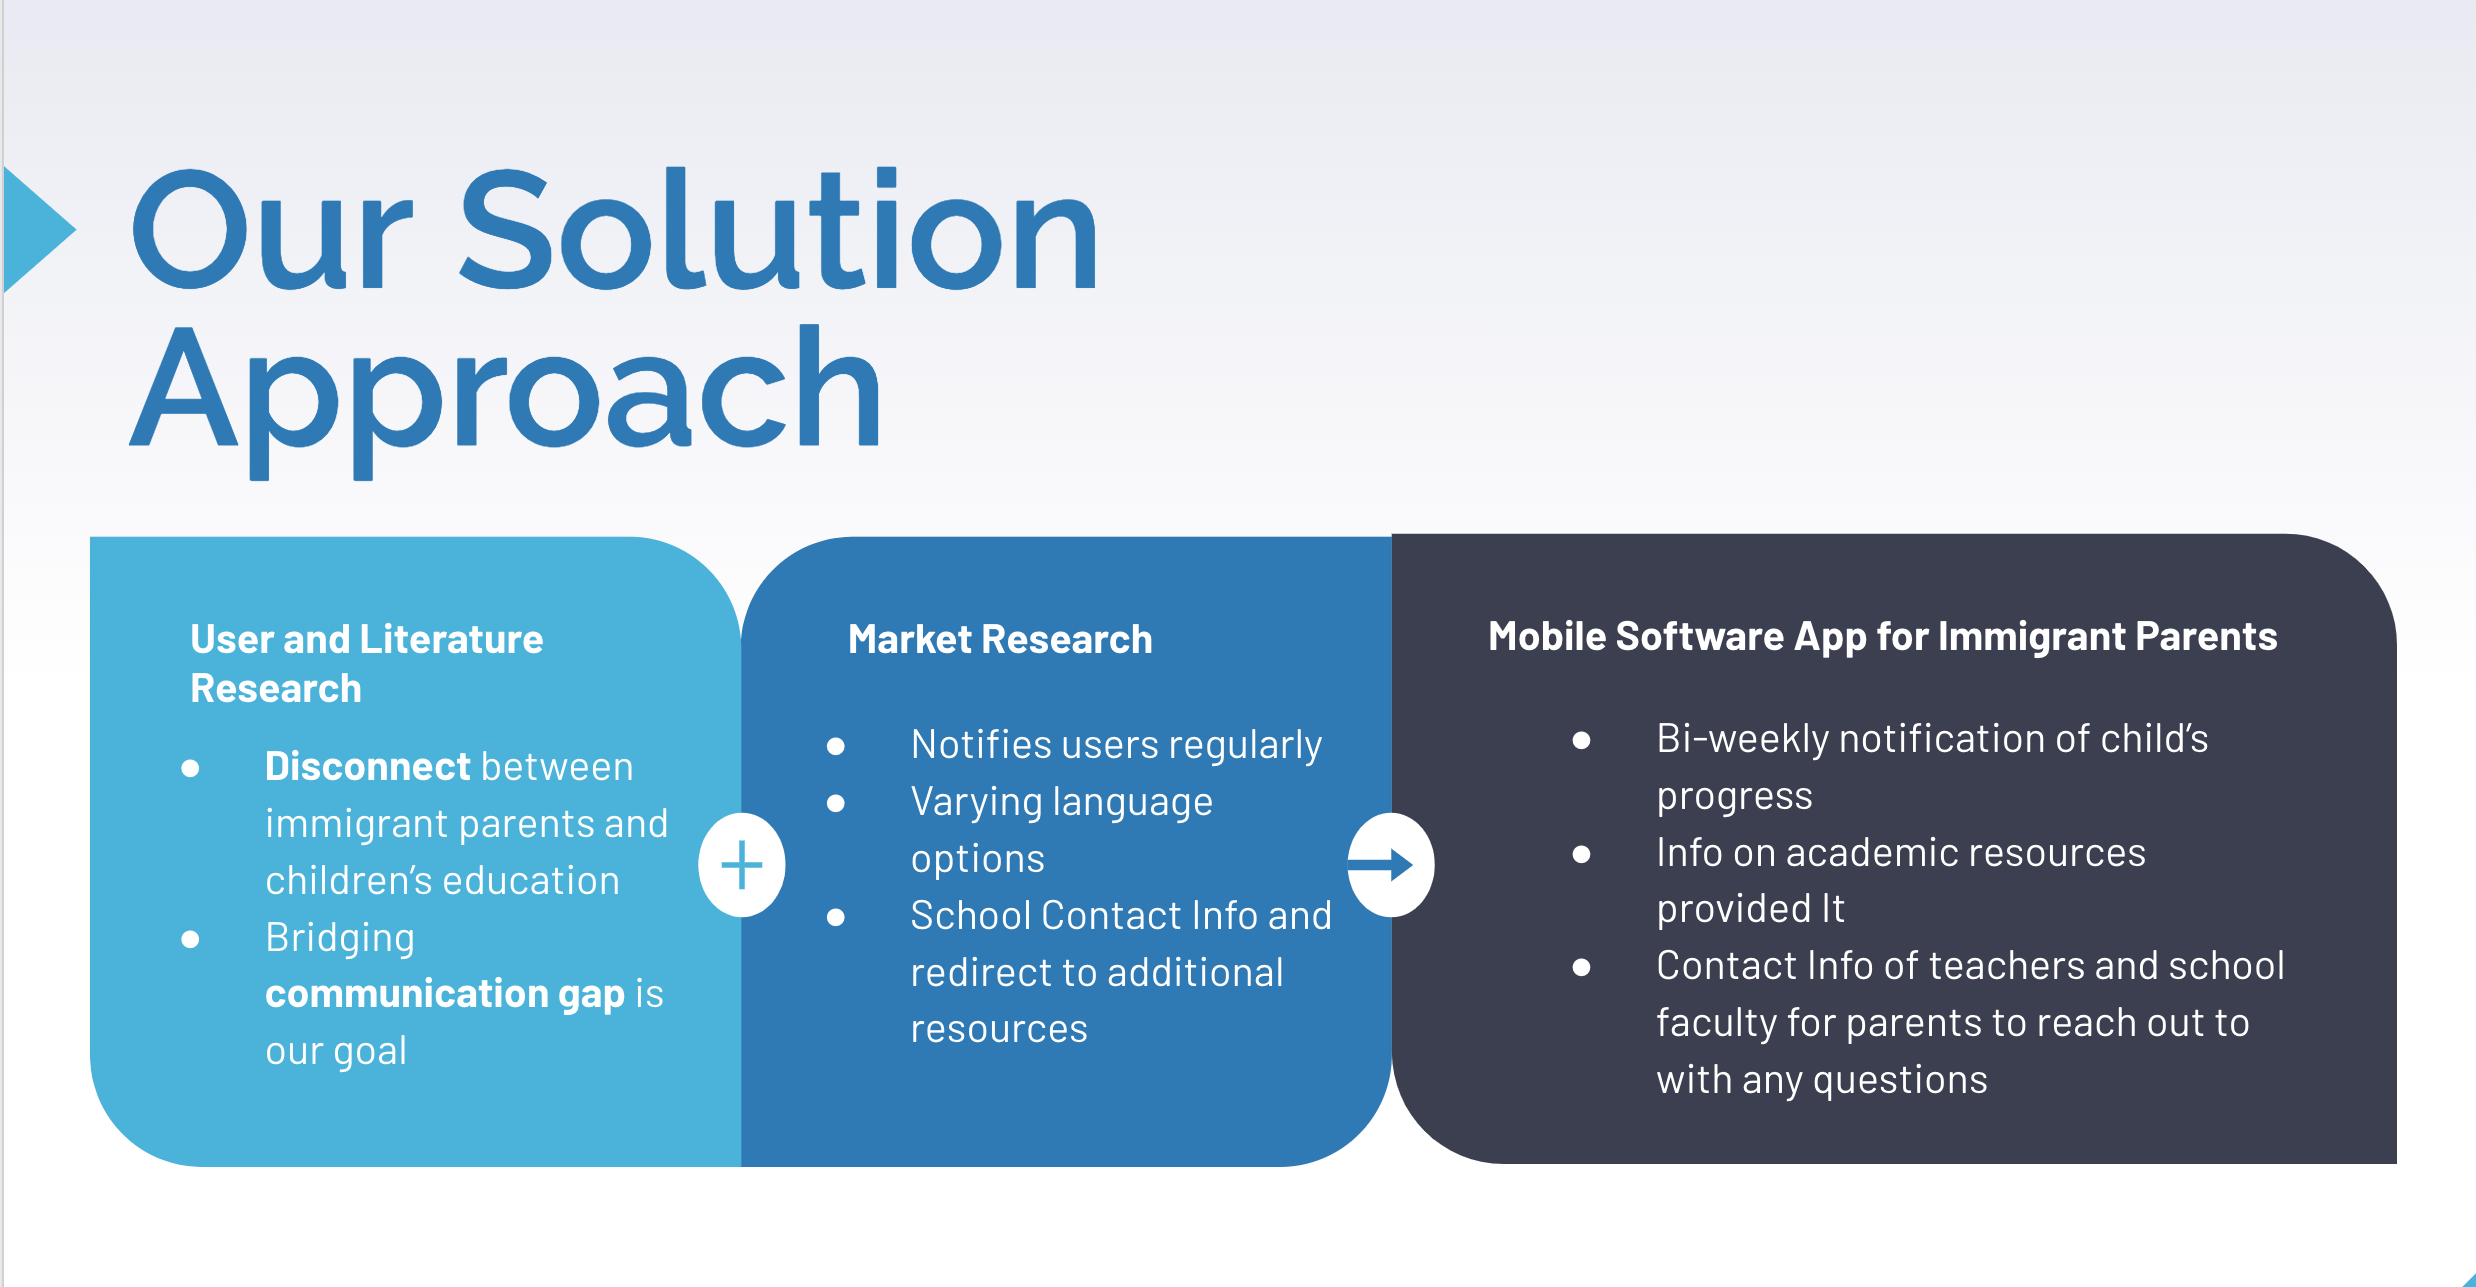 Our Solution
Approach
User and Literature
Research
● Disconnect between
immigrant parents and
children's education
● Bridging
communication gap is
our goal
Market Research
● Notifies users regularly
● Varying language
options
● School Contact Info and
redirect to additional
resources
Mobile Software App for Immigrant Parents
● Bi-weekly notification of child's
progress
● Info on academic resources
provided It
● Contact Info of teachers and school
faculty for parents to reach out to
with any questions